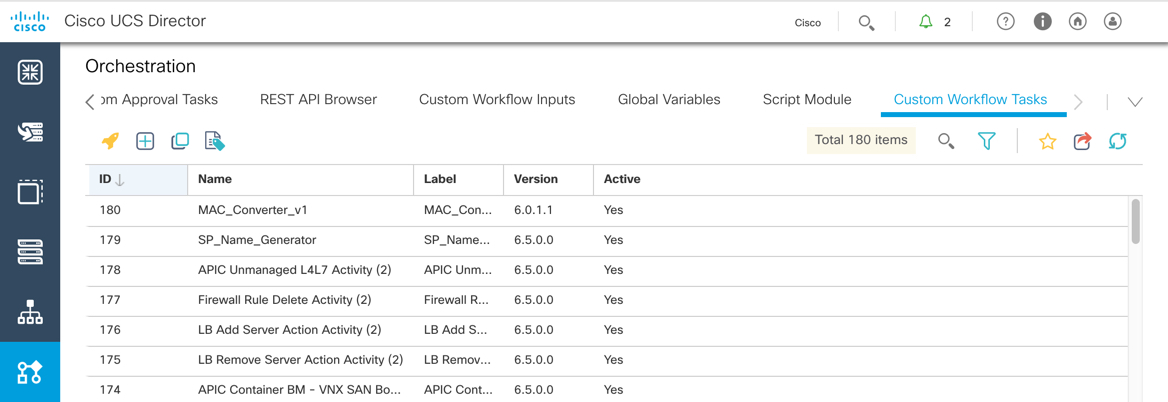 CISCO
Cisco UCS Director
Cisco
2
Orchestration
om Approval Tasks REST API Browser Custom Workflow Inputs Global Variables Script Module Custom Workflow Tasks
Total 180 items
ID Name Label Version Active
180 MAC_Converter_v1 MAC_Con... 6.0.1.1 Yes
179 SP_Name_Generator SP_Name... 6.5.0.0 Yes
178 APIC Unmanaged L4L7 Activity (2) APIC Unm... 6.5.0.0 Yes
177 Firewall Rule Delete Activity (2) Firewall R... 6.5.0.0 Yes
176 LB Add Server Action Activity (2) LB Add S... 6.5.0.0 Yes
175 LB Remove Server Action Activity (2) LB Remov... 6.5.0.0 Yes
174 APIC Container BM - VNX SAN Bo... APIC Cont... 6.5.0.0 Yes